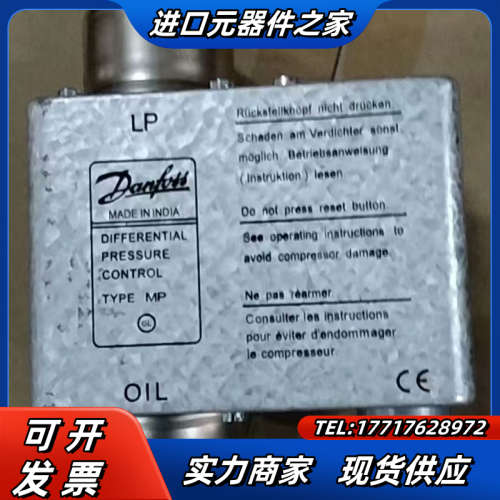 进口元器件之家
LP
Danfoss
MADE IN INDIA
DIFFERENTIAL
PRESSURE
CONTROL
TYPE MP
GL
OIL
Rückstellknopf nicht drücken.
Schaden am Verdichter sonst
möglich. Betriebsanweisung
(Instruktion) lesen.
Do not press reset button.
See operating instructions to
avoid compressor damage.
Ne pas réarmer.
Consulter les instructions
pour éviter d'endommager
le compresseur.
CE
TEL:17717628972
可开
发票
实力商家 现货供应